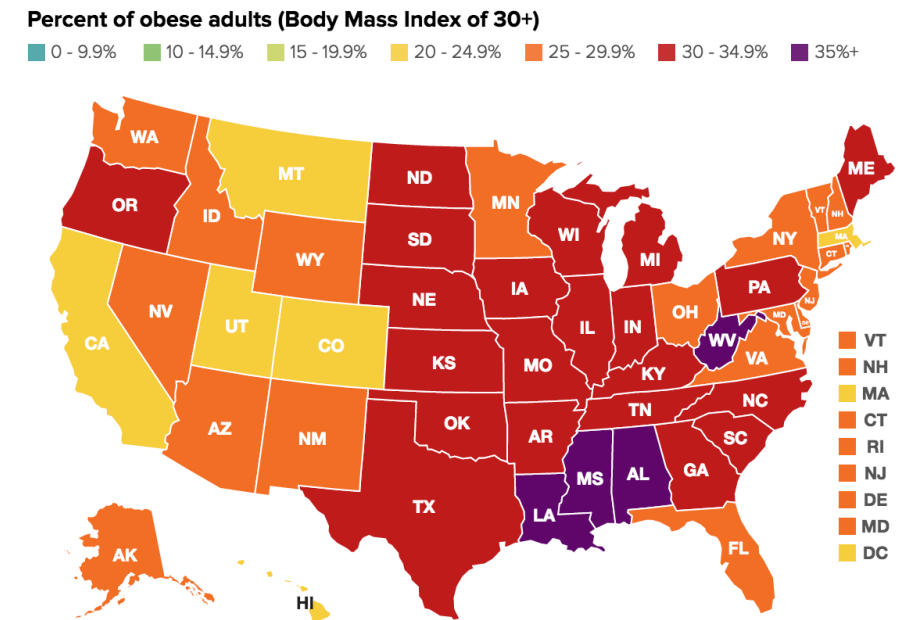 Percent of obese adults (Body Mass Index of 30+)
0 - 9.9% 10 - 14.9% 15 - 19.9% 20 - 24.9% 25 - 29.9% 30 - 34.9% 35%+
WA
MT
ND
MN
ME
OR
ID
SD
WI
MI
VT
NH
NY
MA
CT
WY
NE
IA
PA
NJ
NV
UT
CO
IL
IN
OH
MD
DE
WV
VA
CA
KS
MO
KY
NC
AZ
NM
OK
AR
TN
SC
TX
LA
MS
AL
GA
FL
AK
HI
VT
NH
MA
CT
RI
NJ
DE
MD
DC